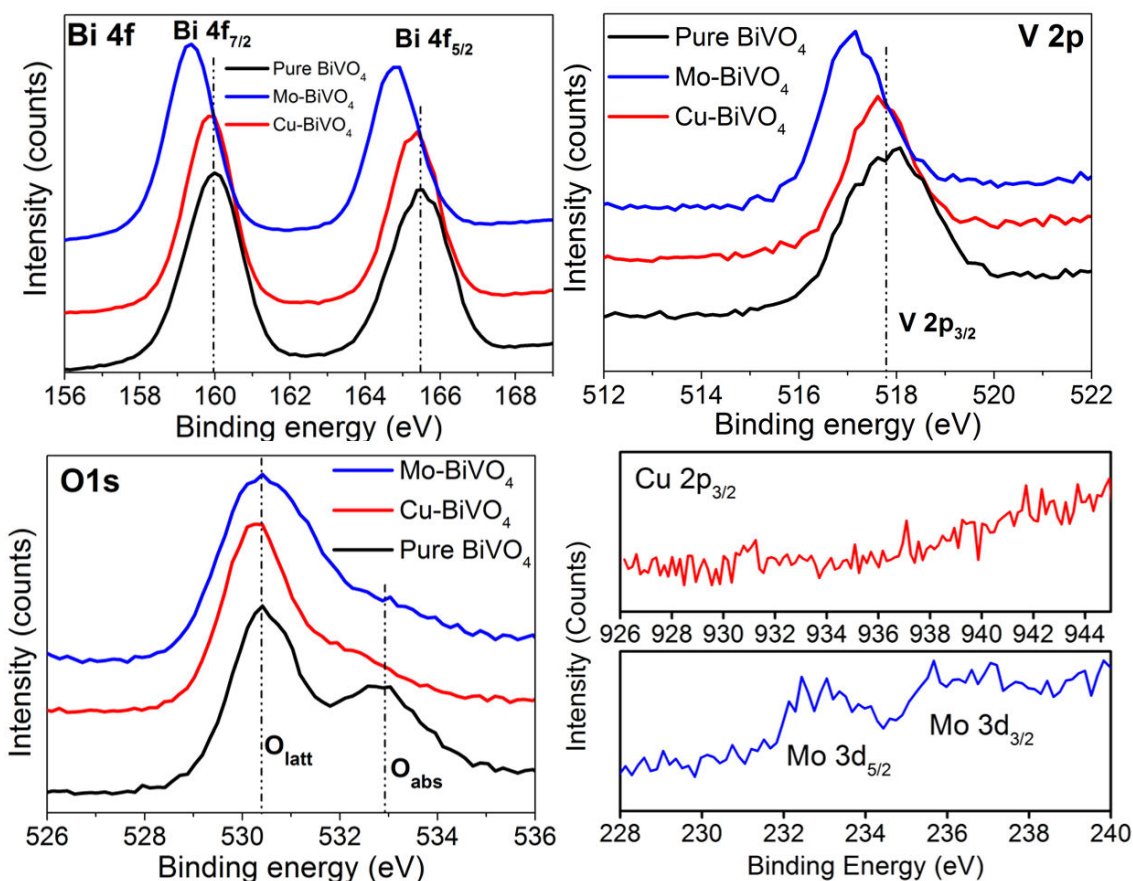 Bi 4f
Bi 4f7/2
Bi 4f5/2
Pure BiVO4
Mo-BiVO4
Cu-BiVO4
Intensity (counts)
156 158 160 162 164 166 168
Binding energy (eV)
V 2p
Pure BiVO4
Mo-BiVO4
Cu-BiVO4
V 2p3/2
Intensity (counts)
512 514 516 518 520 522
Binding energy (eV)
O1s
Mo-BiVO4
Cu-BiVO4
Pure BiVO4
Olatt
Oabs
Intensity (counts)
526 528 530 532 534 536
Binding energy (eV)
Cu 2p3/2
926 928 930 932 934 936 938 940 942 944
Intensity (Counts)
Mo 3d5/2
Mo 3d3/2
228 230 232 234 236 238 240
Binding Energy (eV)